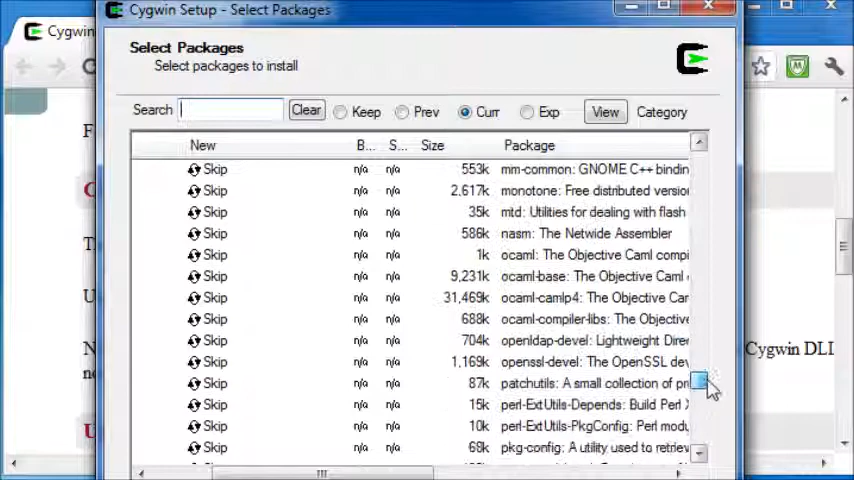 Cygwin Setup - Select Packages
Cygwin
Select Packages
Select packages to install
Search Clear Keep Prev Curr Exp View Category
New B... S... Size Package
Skip n/a n/a 553k mm-common: GNOME C++ bindin
Skip n/a n/a 2,617k monotone: Free distributed version
Skip n/a n/a 35k mtd: Utilities for dealing with flash
Skip n/a n/a 586k nasm: The Netwide Assembler
Skip n/a n/a 1k ocaml: The Objective Caml compi
Skip n/a n/a 9,231k ocaml-base: The Objective Caml
Skip n/a n/a 31,469k ocaml-camlp4: The Objective Car
Skip n/a n/a 688k ocaml-compiler-libs: The Objective
Skip n/a n/a 704k openldap-devel: Lightweight Direc
Skip n/a n/a 1,169k openssl-devel: The OpenSSL dev
Skip n/a n/a 87k patchutils: A small collection of pr
Skip n/a n/a 15k perl-ExtUtils-Depends: Build Perl X
Skip n/a n/a 10k perl-ExtUtils-PkgConfig: Perl modu
Skip n/a n/a 69k pkg-config: A utility used to retrieve
Cygwin DLL